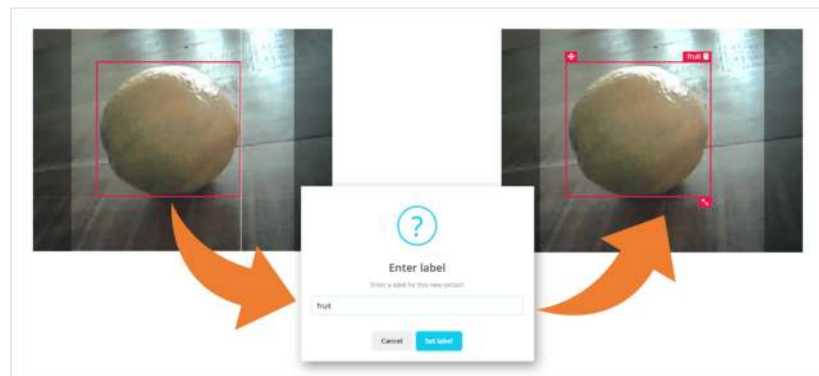 fruit
?
Enter label
Enter a label for this new section
fruit
Cancel
Set label